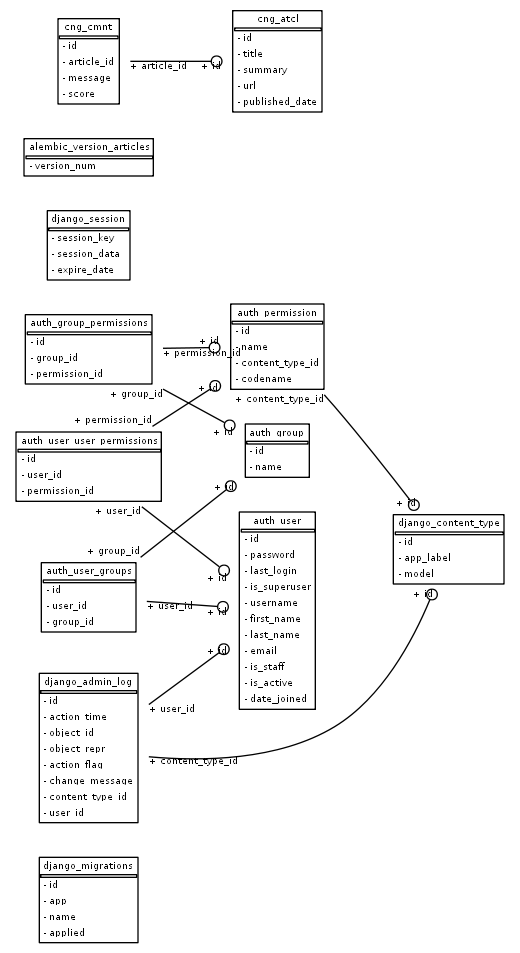 cng_cmnt
- id
- article_id
- message
- score
+ article_id
+ id
cng_atcl
- id
- title
- summary
- url
- published_date
alembic_version_articles
- version_num
django_session
- session_key
- session_data
- expire_date
auth_group_permissions
- id
- group_id
- permission_id
+ permission_id
+ id
+ group_id
+ id
auth_permission
- id
- name
- content_type_id
- codename
+ content_type_id
+ id
+ permission_id
+ id
auth_user_user_permissions
- id
- user_id
- permission_id
+ user_id
+ id
auth_group
- id
- name
+ id
+ group_id
auth_user_groups
- id
- user_id
- group_id
+ user_id
+ id
auth_user
- id
- password
- last_login
- is_superuser
- username
- first_name
- last_name
- email
- is_staff
- is_active
- date_joined
django_content_type
- id
- app_label
- model
+ id
django_admin_log
- id
- action_time
- object_id
- object_repr
- action_flag
- change_message
- content_type_id
- user_id
+ id
+ user_id
+ content_type_id
django_migrations
- id
- app
- name
- applied